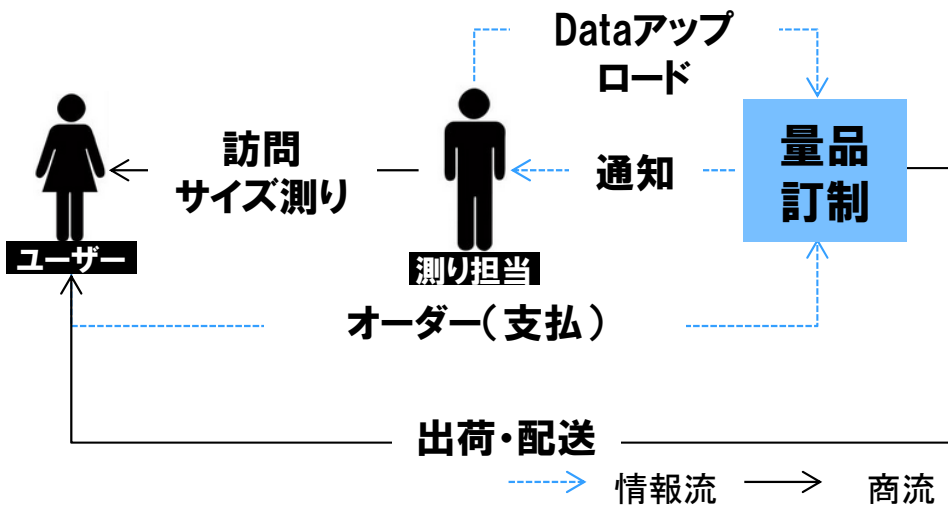 Dataアップ
ロード
訪問
サイズ測り
通知
量品
訂制
ユーザー
測り担当
オーダー(支払)
出荷・配送
情報流
商流